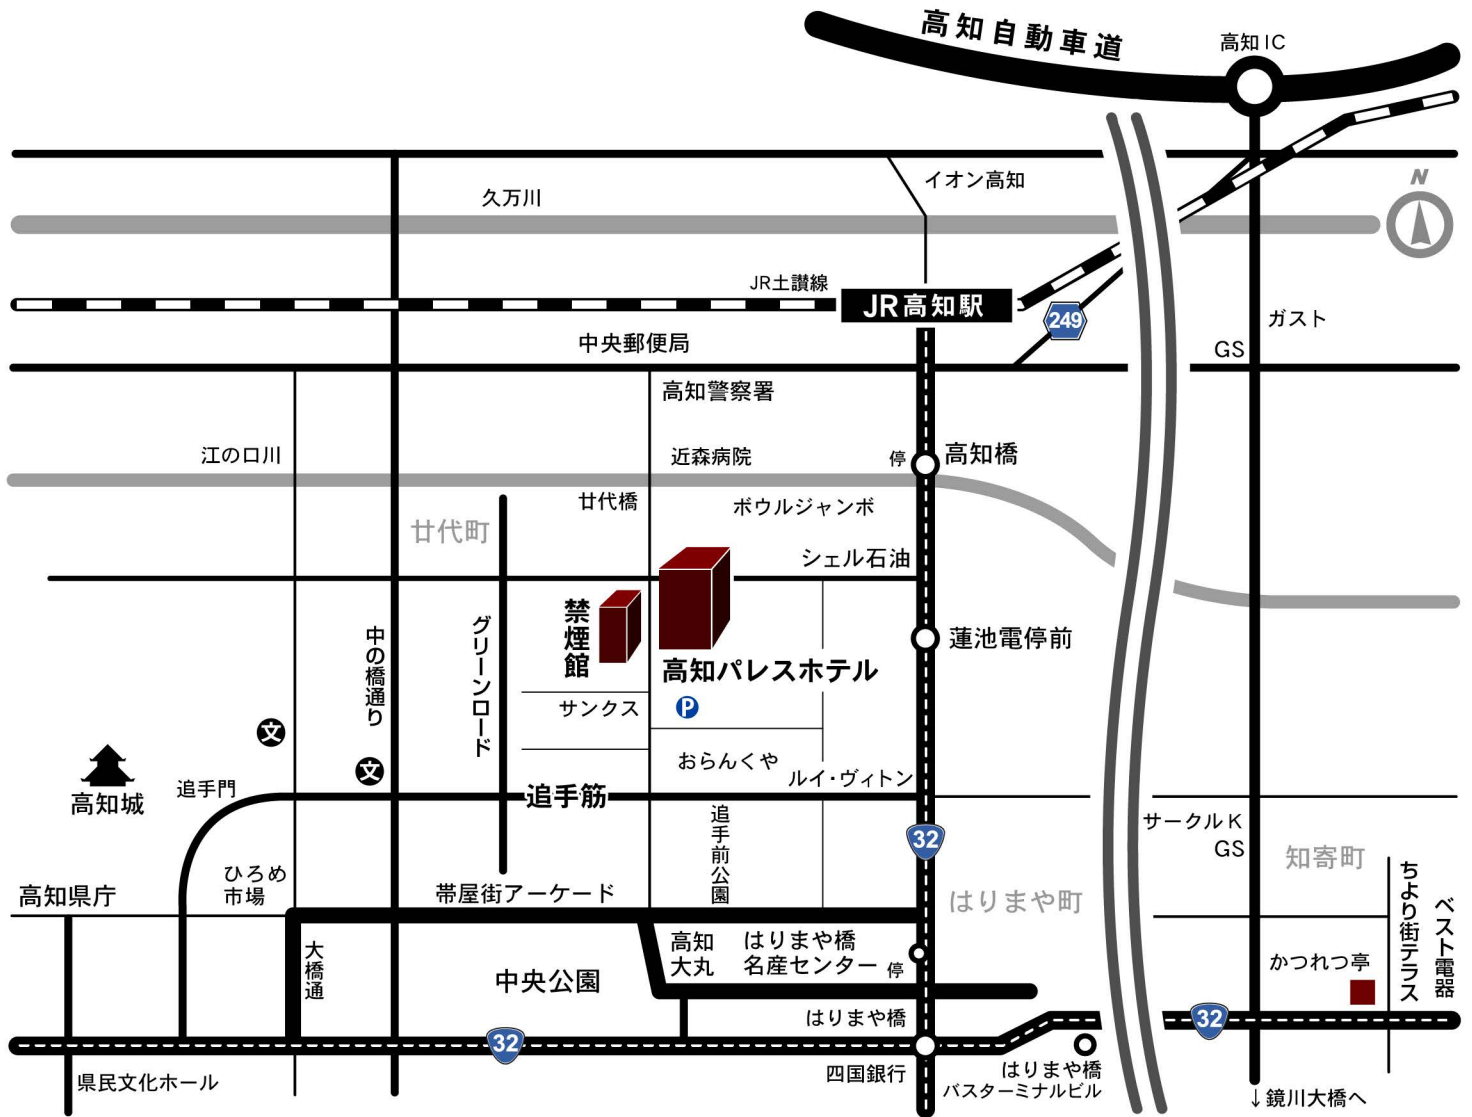 高知自動車道
高知IC
イオン高知
久万川
N
JR土讃線
JR高知駅
249
ガスト
GS
中央郵便局
高知警察署
江の口川
近森病院
停
高知橋
廿代橋
ボウルジャンボ
廿代町
シェル石油
禁煙館
中の橋通り
グリーンロード
蓮池電停前
高知パレスホテル
サンクス
P
文
文
おらんくや
ルイ・ヴィトン
高知城
追手門
追手筋
追手前公園
32
サークルK
GS
知寄町
ひろめ
市場
高知県庁
帯屋街アーケード
はりまや町
ちより街テラス
ベスト電器
大橋通
中央公園
高知
大丸
はりまや橋
名産センター
停
かつれつ亭
はりまや橋
32
32
県民文化ホール
四国銀行
はりまや橋
バスターミナルビル
↓鏡川大橋へ